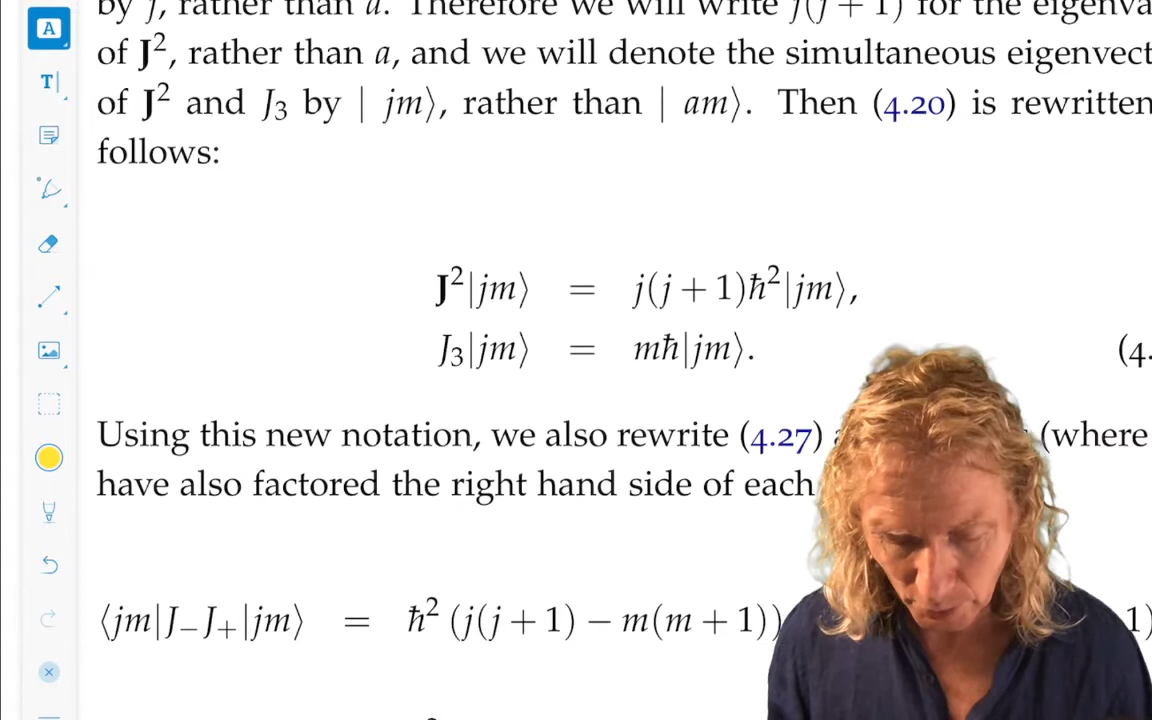 by j, rather than a. Therefore we will write j(j + 1) for the
of J², rather than a, and we will denote the simultaneous
of J² and J₃ by | jm⟩, rather than | am⟩. Then (4.20) is rewritten
follows:
J²|jm⟩ = j(j + 1)ħ²|jm⟩,
J₃|jm⟩ = mħ|jm⟩. (4.
Using this new notation, we also rewrite (4.27) (where
have also factored the right hand side of each
⟨jm|J₋J₊|jm⟩ = ħ² (j(j + 1) − m(m + 1)) 1)
A
T